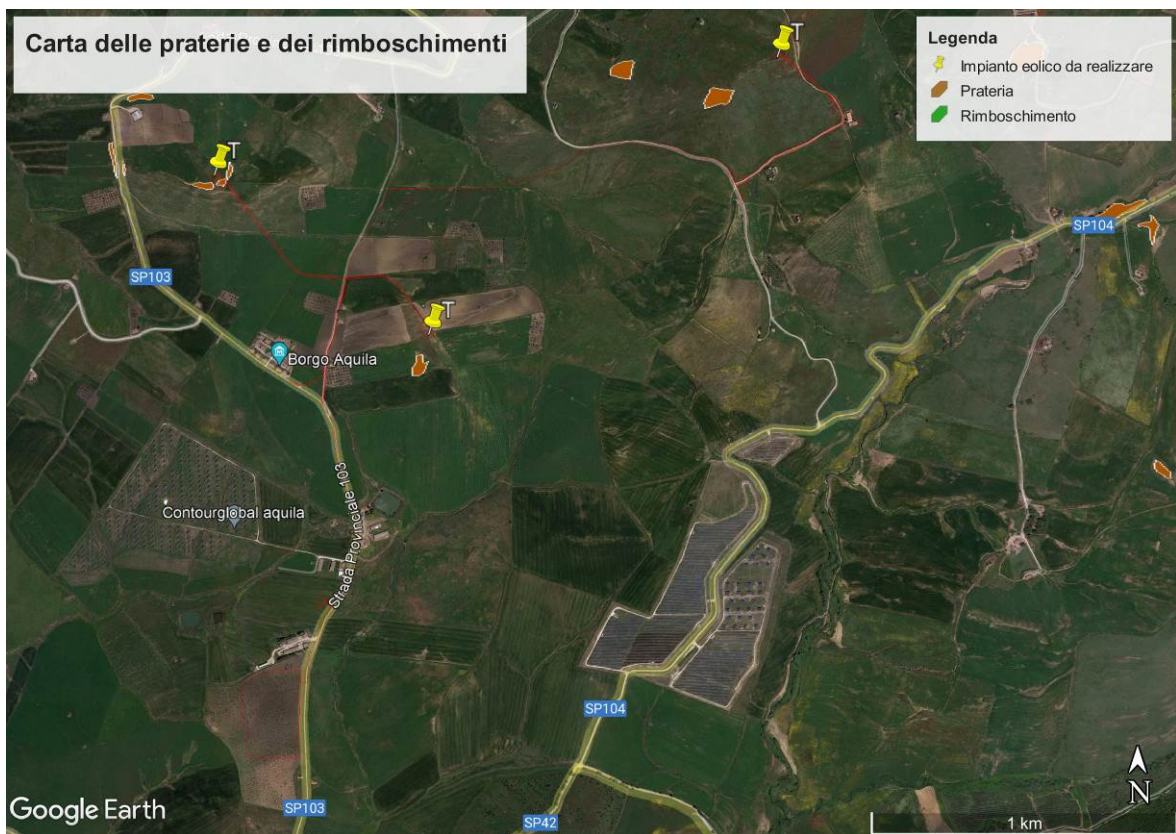 Carta delle praterie e dei rimboschimenti
Legenda
Impianto eolico da realizzare
Prateria
Rimboschimento
T
T
SP104
SP103
T
Borgo Aquila
Strada Provinciale 103
Contourglobal aquila
SP104
SP103
SP42
N
1 km
Google Earth